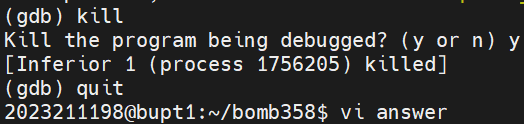 (gdb) kill
Kill the program being debugged? (y or n) y
[Inferior 1 (process 1756205) killed]
(gdb) quit
2023211198@bupt1:~/bomb358$ vi answer